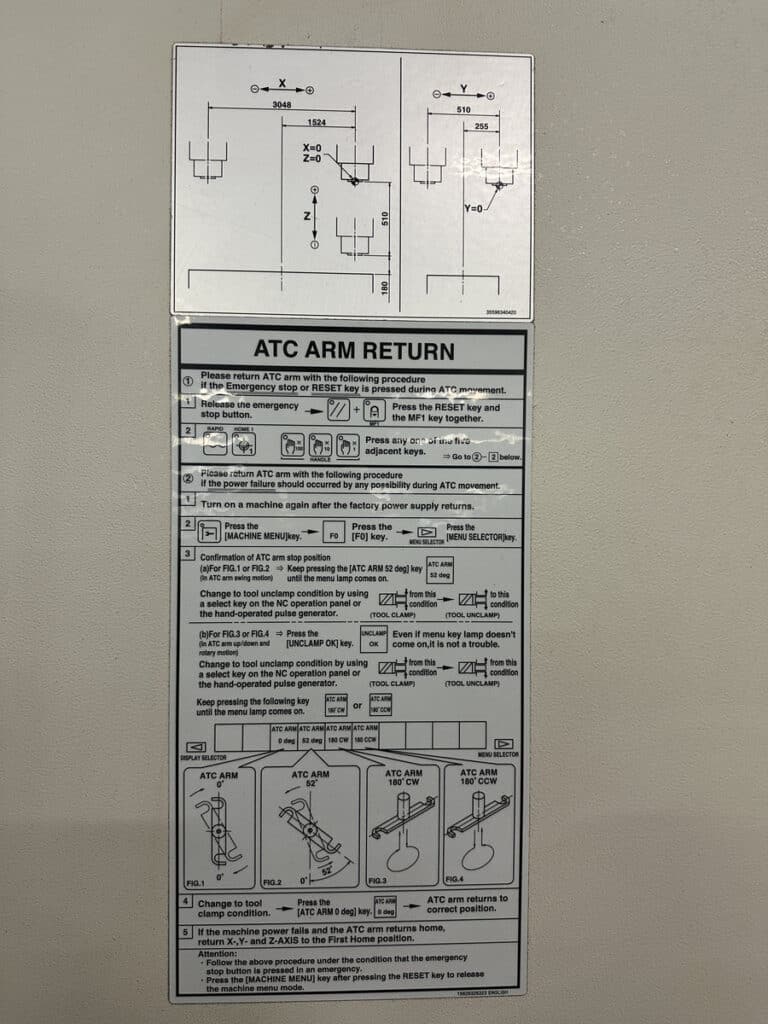 X
⊖ ⊕
3048
1524
X=0
Z=0
⊕
Z
⊖
510
180
Y
⊖ ⊕
510
255
Y=0
35598340420
ATC ARM RETURN
① Please return ATC arm with the following procedure
if the Emergency stop or RESET key is pressed during ATC movement.
1 Release the emergency
stop button.
+
MF1
Press the RESET key and
the MF1 key together.
2 RAPID HOME 1
1
×100 ×10 ×1
HANDLE
Press any one of the five
adjacent keys.
⇒ Go to ②-2 below.
② Please return ATC arm with the following procedure
if the power failure should occurred by any possibility during ATC movement.
1 Turn on a machine again after the factory power supply returns.
2 Press the
[MACHINE MENU]key.
F0
Press the
[F0] key.
MENU SELECTOR
Press the
[MENU SELECTOR]key.
3 Confirmation of ATC arm stop position
(a)For FIG.1 or FIG.2 ⇒ Keep pressing the [ATC ARM 52 deg] key
(In ATC arm swing motion) until the menu lamp comes on.
ATC ARM
52 deg
Change to tool unclamp condition by using
a select key on the NC operation panel or
the hand-operated pulse generator.
from this
condition
(TOOL CLAMP)
to this
condition
(TOOL UNCLAMP)
(b)For FIG.3 or FIG.4 ⇒ Press the
(In ATC arm up/down and [UNCLAMP OK] key.
rotary motion)
UNCLAMP
OK
Even if menu key lamp doesn't
come on,it is not a trouble.
Change to tool unclamp condition by using
a select key on the NC operation panel or
the hand-operated pulse generator.
from this
condition
(TOOL CLAMP)
from this
condition
(TOOL UNCLAMP)
Keep pressing the following key
until the menu lamp comes on.
ATC ARM
180° CW
or
ATC ARM
180° CCW
ATC ARM ATC ARM ATC ARM ATC ARM
0 deg 52 deg 180 CW 180 CCW
DISPLAY SELECTOR
MENU SELECTOR
ATC ARM
0°
0°
FIG.1
ATC ARM
52°
0°
52°
FIG.2
ATC ARM
180° CW
FIG.3
ATC ARM
180° CCW
FIG.4
4 Change to tool
clamp condition.
Press the
[ATC ARM 0 deg] key.
ATC ARM
0 deg
ATC arm returns to
correct position.
5 If the machine power fails and the ATC arm returns home,
return X-,Y- and Z-AXIS to the First Home position.
Attention:
· Follow the above procedure under the condition that the emergency
stop button is pressed in an emergency.
· Press the [MACHINE MENU] key after pressing the RESET key to release
the machine menu mode.
ENGLISH